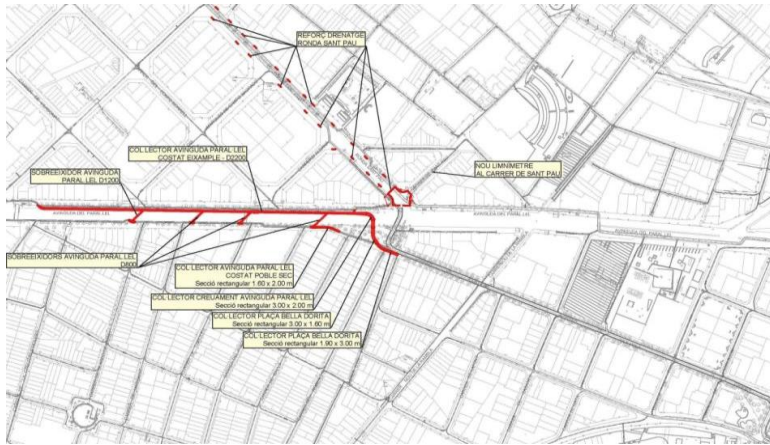 REFORÇ DRENATGE
RONDA SANT PAU
COL·LECTOR AVINGUDA PARAL·LEL
COSTAT EIXAMPLE - D2200
SOBREEIXIDOR AVINGUDA
PARAL·LEL D1200
NOU LIMNÍMETRE
AL CARRER DE SANT PAU
AVINGUDA DEL PARAL·LEL
AVINGUDA DEL PARAL·LEL
AVINGUDA DEL PARAL·LEL
SOBREEIXIDORS AVINGUDA PARAL·LEL
D800
COL·LECTOR AVINGUDA PARAL·LEL
COSTAT POBLE SEC
Secció rectangular 1.60 x 2.00 m
COL·LECTOR CREUAMENT AVINGUDA PARAL·LEL
Secció rectangular 3.00 x 2.00 m
COL·LECTOR PLAÇA BELLA DORITA
Secció rectangular 3.00 x 1.60 m
COL·LECTOR PLAÇA BELLA DORITA
Secció rectangular 1.90 x 3.00 m